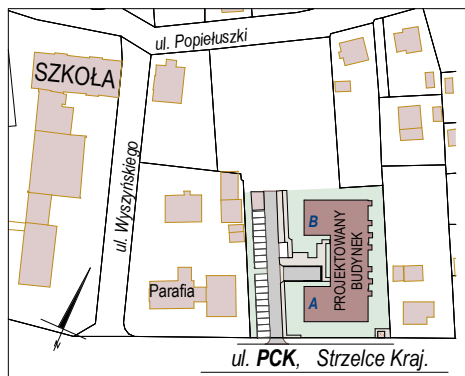 ul. Popiełuszki
SZKOŁA
ul. Wyszyńskiego
B
PROJEKTOWANY
BUDYNEK
A
Parafia
N
ul. PCK, Strzelce Kraj.